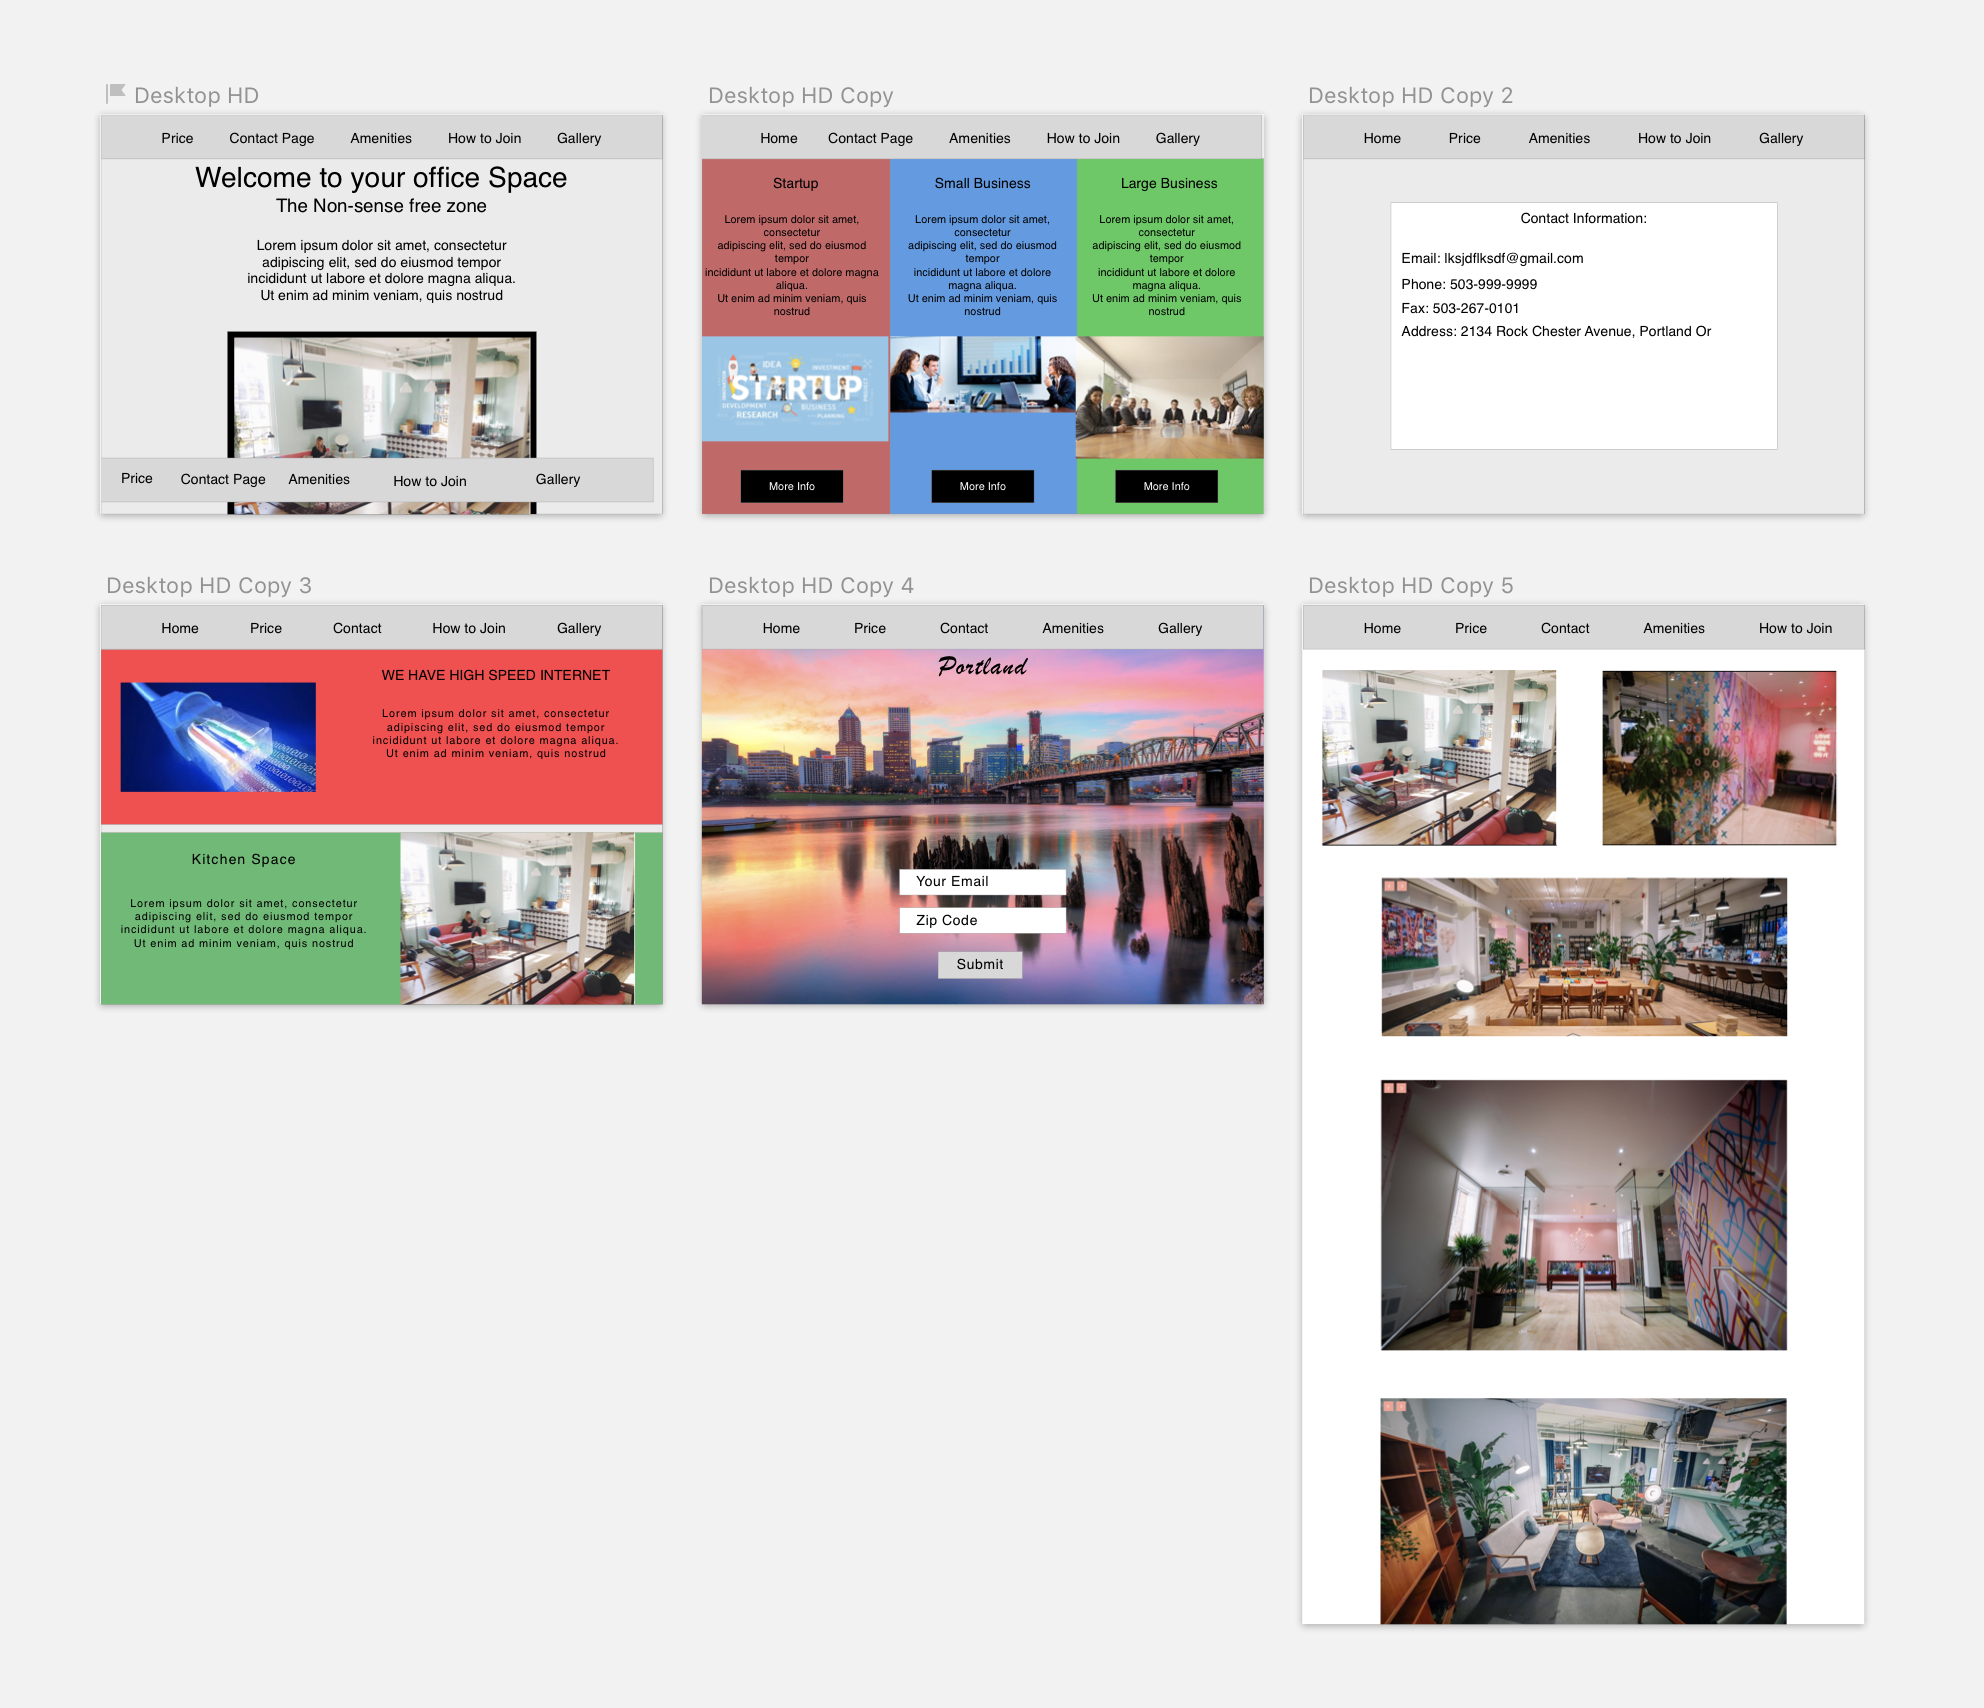 Desktop HD
Price Contact Page Amenities How to Join Gallery
Welcome to your office Space
The Non-sense free zone
Lorem ipsum dolor sit amet, consectetur
adipiscing elit, sed do eiusmod tempor
incididunt ut labore et dolore magna aliqua.
Ut enim ad minim veniam, quis nostrud
Price Contact Page Amenities How to Join Gallery
Desktop HD Copy
Home Contact Page Amenities How to Join Gallery
Startup
Lorem ipsum dolor sit amet,
consectetur
adipiscing elit, sed do eiusmod
tempor
incididunt ut labore et dolore magna
aliqua.
Ut enim ad minim veniam, quis
nostrud
IDEA
INVESTMENT
STARTUP
DEVELOPMENT
BUSINESS
RESEARCH
PLANNING
More Info
Small Business
Lorem ipsum dolor sit amet,
consectetur
adipiscing elit, sed do eiusmod
tempor
incididunt ut labore et dolore
magna aliqua.
Ut enim ad minim veniam, quis
nostrud
More Info
Large Business
Lorem ipsum dolor sit amet,
consectetur
adipiscing elit, sed do eiusmod
tempor
incididunt ut labore et dolore
magna aliqua.
Ut enim ad minim veniam, quis
nostrud
More Info
Desktop HD Copy 2
Home Price Amenities How to Join Gallery
Contact Information:
Email: lksjdflksdf@gmail.com
Phone: 503-999-9999
Fax: 503-267-0101
Address: 2134 Rock Chester Avenue, Portland Or
Desktop HD Copy 3
Home Price Contact How to Join Gallery
WE HAVE HIGH SPEED INTERNET
Lorem ipsum dolor sit amet, consectetur
adipiscing elit, sed do eiusmod tempor
incididunt ut labore et dolore magna aliqua.
Ut enim ad minim veniam, quis nostrud
Kitchen Space
Lorem ipsum dolor sit amet, consectetur
adipiscing elit, sed do eiusmod tempor
incididunt ut labore et dolore magna aliqua.
Ut enim ad minim veniam, quis nostrud
Desktop HD Copy 4
Home Price Contact Amenities Gallery
Portland
Your Email
Zip Code
Submit
Desktop HD Copy 5
Home Price Contact Amenities How to Join